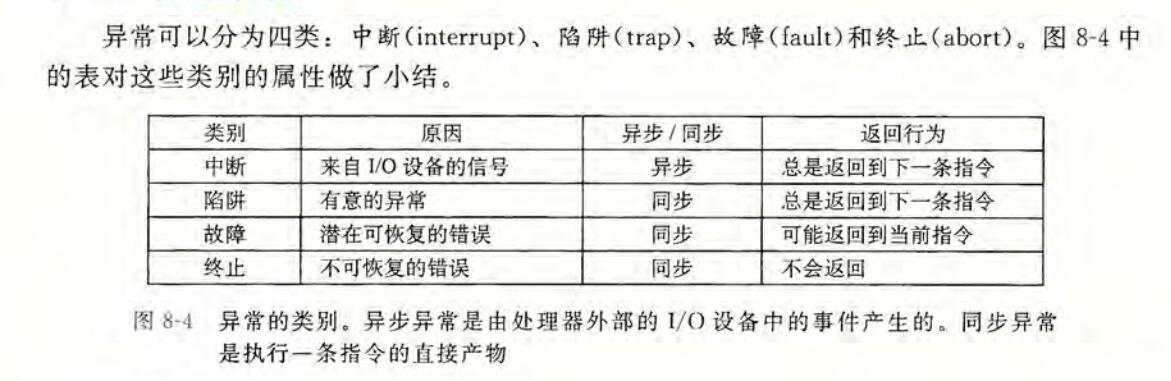 异常可以分为四类：中断(interrupt)、陷阱(trap)、故障(fault)和终止(abort)。图 8-4 中
的表对这些类别的属性做了小结。
类别 原因 异步/同步 返回行为
中断 来自 I/O 设备的信号 异步 总是返回到下一条指令
陷阱 有意的异常 同步 总是返回到下一条指令
故障 潜在可恢复的错误 同步 可能返回到当前指令
终止 不可恢复的错误 同步 不会返回
图 8-4 异常的类别。异步异常是由处理器外部的 I/O 设备中的事件产生的。同步异常
是执行一条指令的直接产物